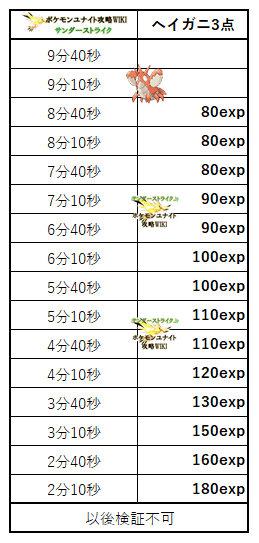 ポケモンユナイト攻略WIKI
サンダーストライク
ヘイガニ3点
9分40秒
9分10秒
8分40秒 80exp
8分10秒 80exp
7分40秒 80exp
7分10秒 90exp
サンダーストライク.jp
ポケモンユナイト
攻略WIKI
6分40秒 90exp
6分10秒 100exp
5分40秒 100exp
5分10秒 110exp
サンダーストライク.jp
ポケモンユナイト
攻略WIKI
4分40秒 110exp
4分10秒 120exp
3分40秒 130exp
3分10秒 150exp
2分40秒 160exp
2分10秒 180exp
以後検証不可